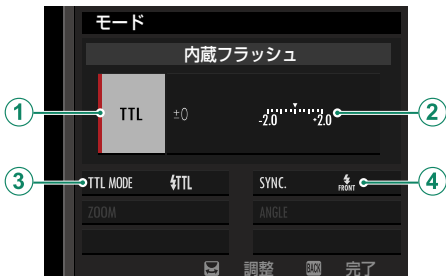 モード
内蔵フラッシュ
① TTL ±0 -2.0 +2.0 ②
③ TTL MODE TTL SYNC. FRONT ④
ZOOM ANGLE
調整 BACK 完了